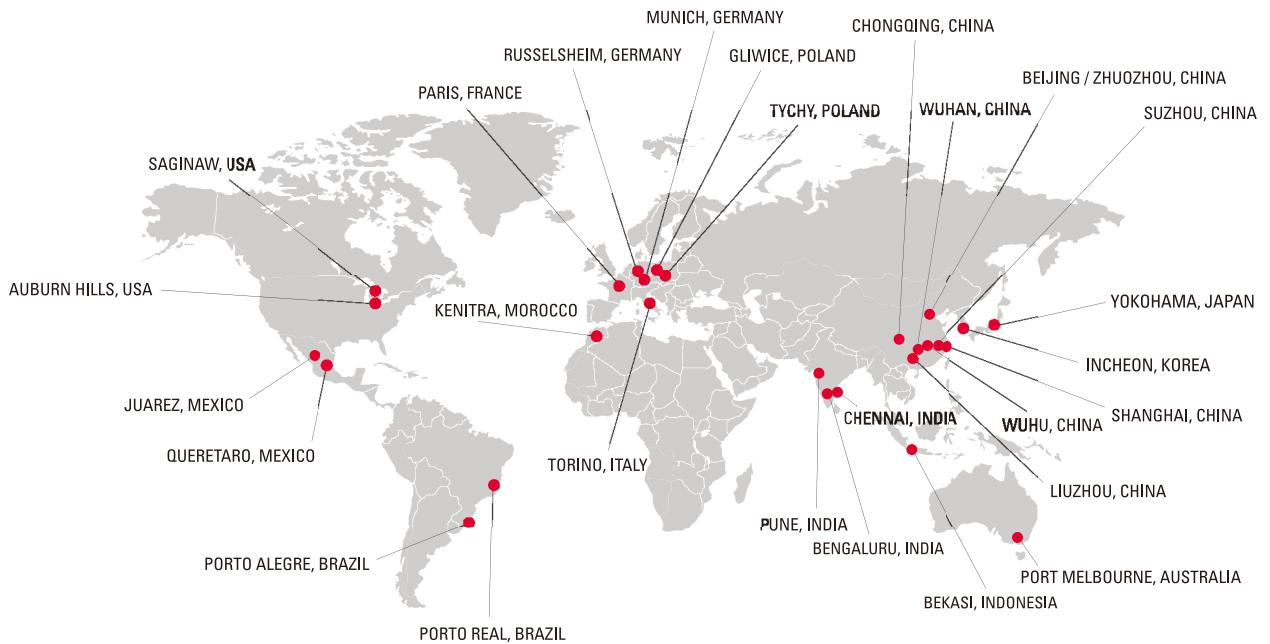 MUNICH, GERMANY
CHONGQING, CHINA
RUSSELSHEIM, GERMANY
GLIWICE, POLAND
BEIJING / ZHUOZHOU, CHINA
PARIS, FRANCE
TYCHY, POLAND
WUHAN, CHINA
SUZHOU, CHINA
SAGINAW, USA
AUBURN HILLS, USA
KENITRA, MOROCCO
YOKOHAMA, JAPAN
INCHEON, KOREA
JUAREZ, MEXICO
CHENNAI, INDIA
WUHU, CHINA
SHANGHAI, CHINA
QUERETARO, MEXICO
TORINO, ITALY
LIUZHOU, CHINA
PUNE, INDIA
BENGALURU, INDIA
PORTO ALEGRE, BRAZIL
PORT MELBOURNE, AUSTRALIA
BEKASI, INDONESIA
PORTO REAL, BRAZIL